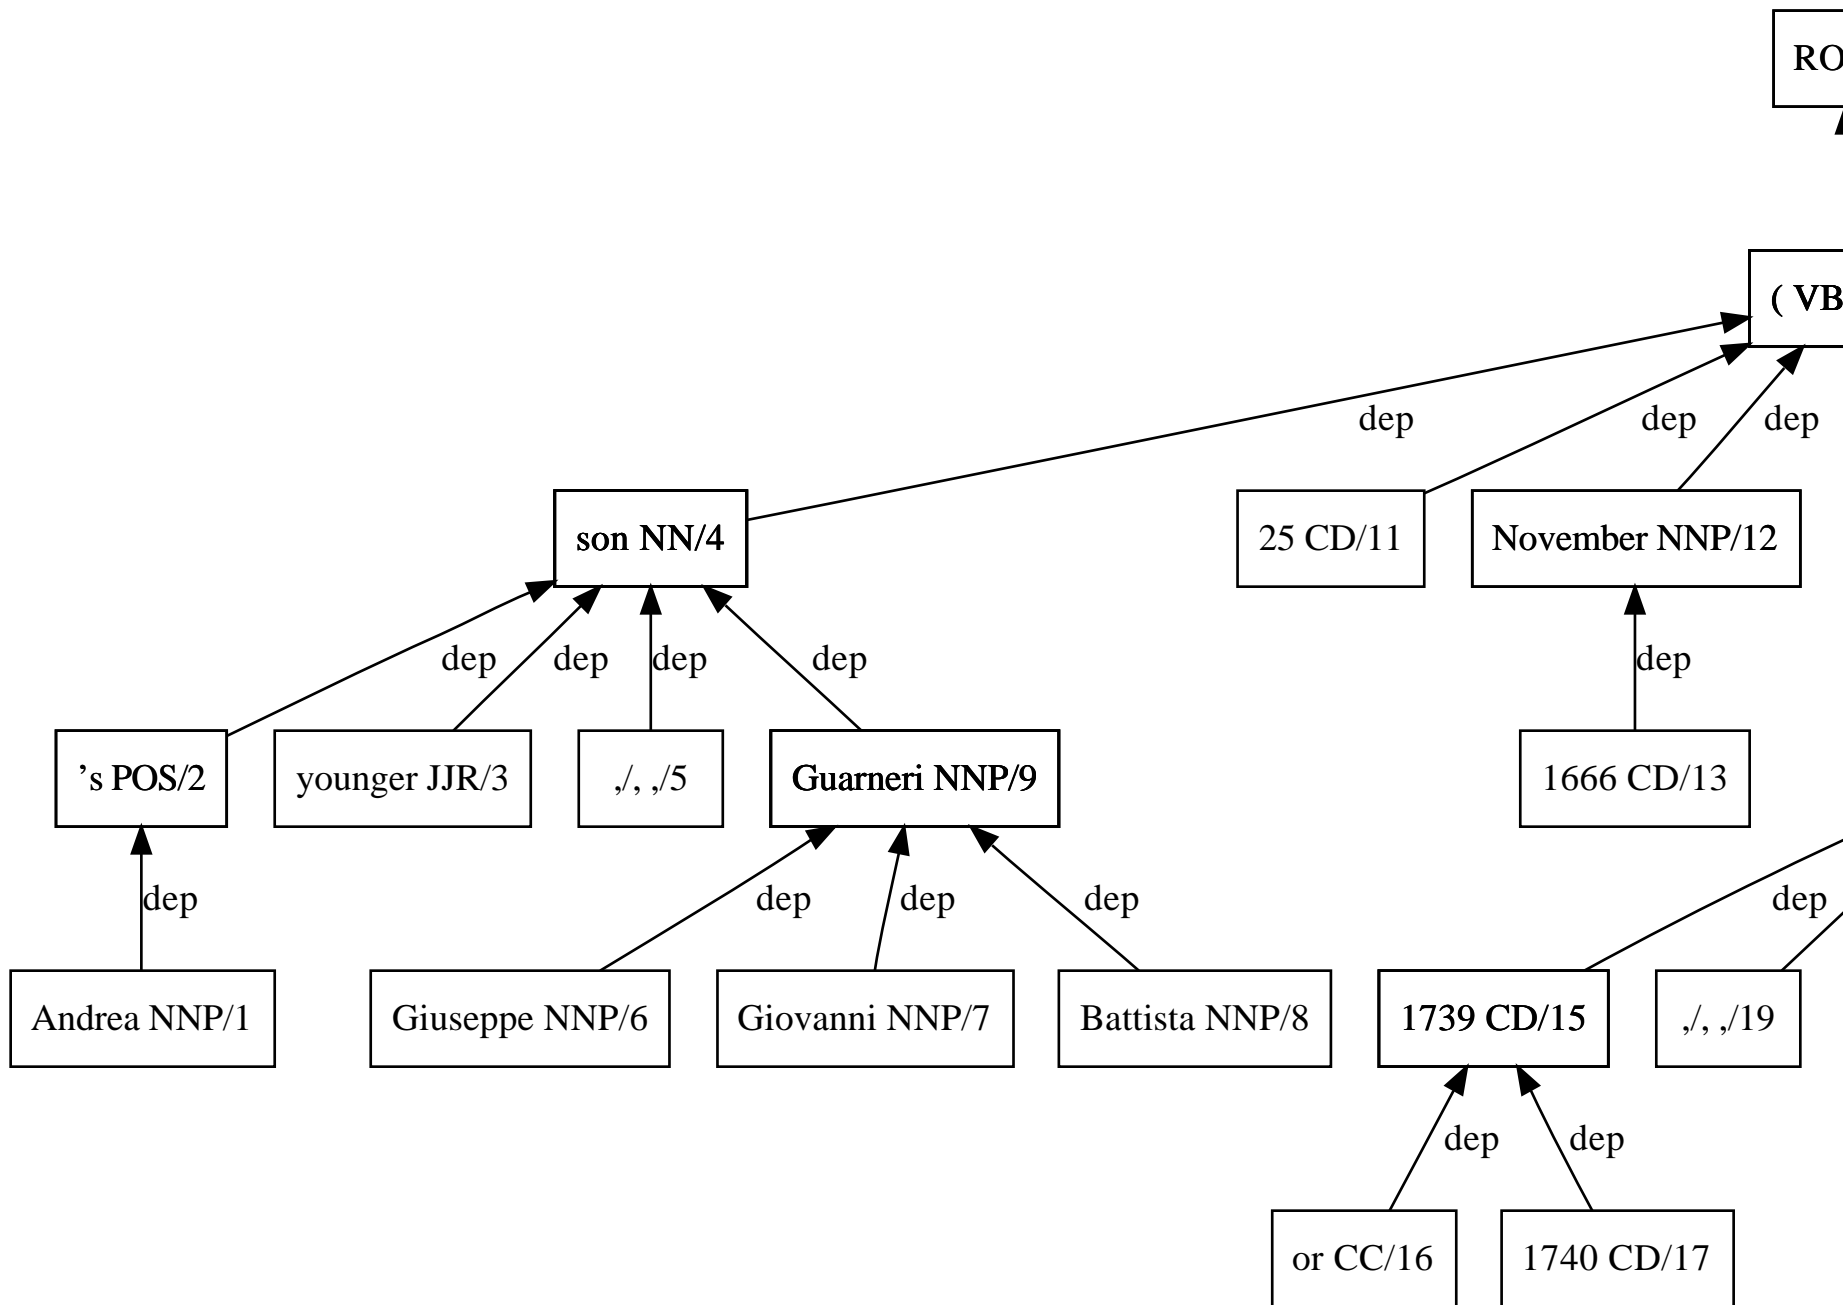 RO
( VB
dep dep dep
son NN/4 25 CD/11 November NNP/12
dep dep dep dep dep
’s POS/2 younger JJR/3 ,/, ,/5 Guarneri NNP/9 1666 CD/13
dep dep dep dep dep
Andrea NNP/1 Giuseppe NNP/6 Giovanni NNP/7 Battista NNP/8 1739 CD/15 ,/, ,/19
dep dep
or CC/16 1740 CD/17